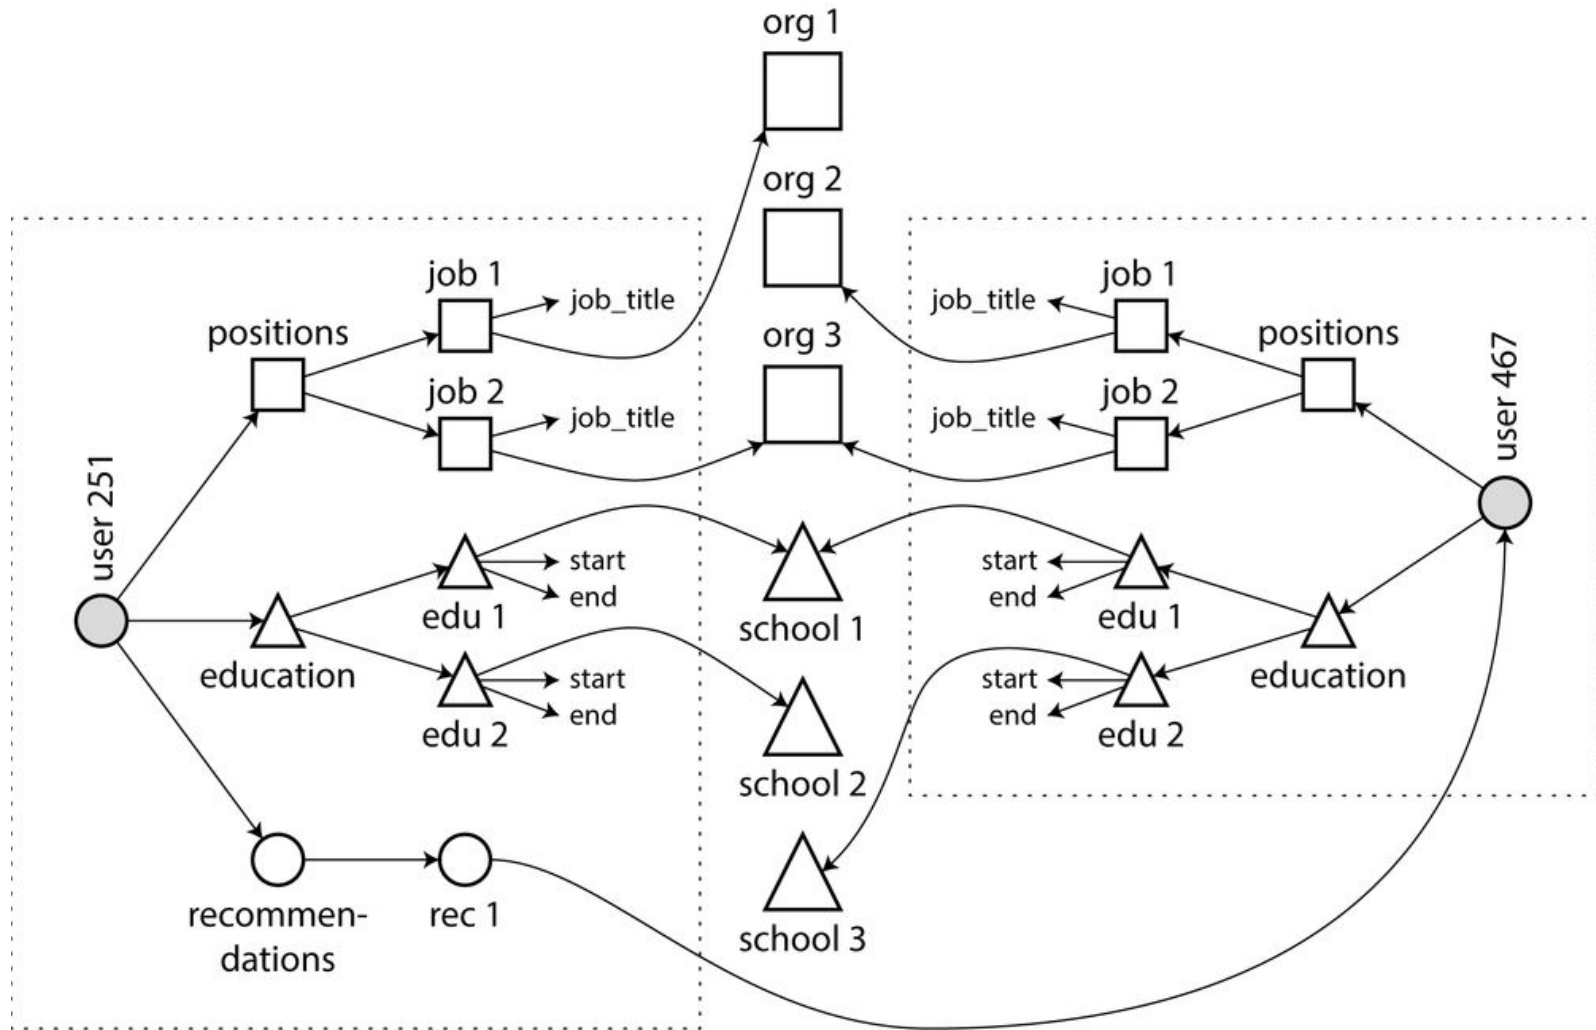 org 1
org 2
org 3
school 1
school 2
school 3
user 251
positions
job 1
job_title
job 2
job_title
education
edu 1
start
end
edu 2
start
end
recommen-
dations
rec 1
user 467
positions
job 1
job_title
job 2
job_title
education
edu 1
start
end
edu 2
start
end